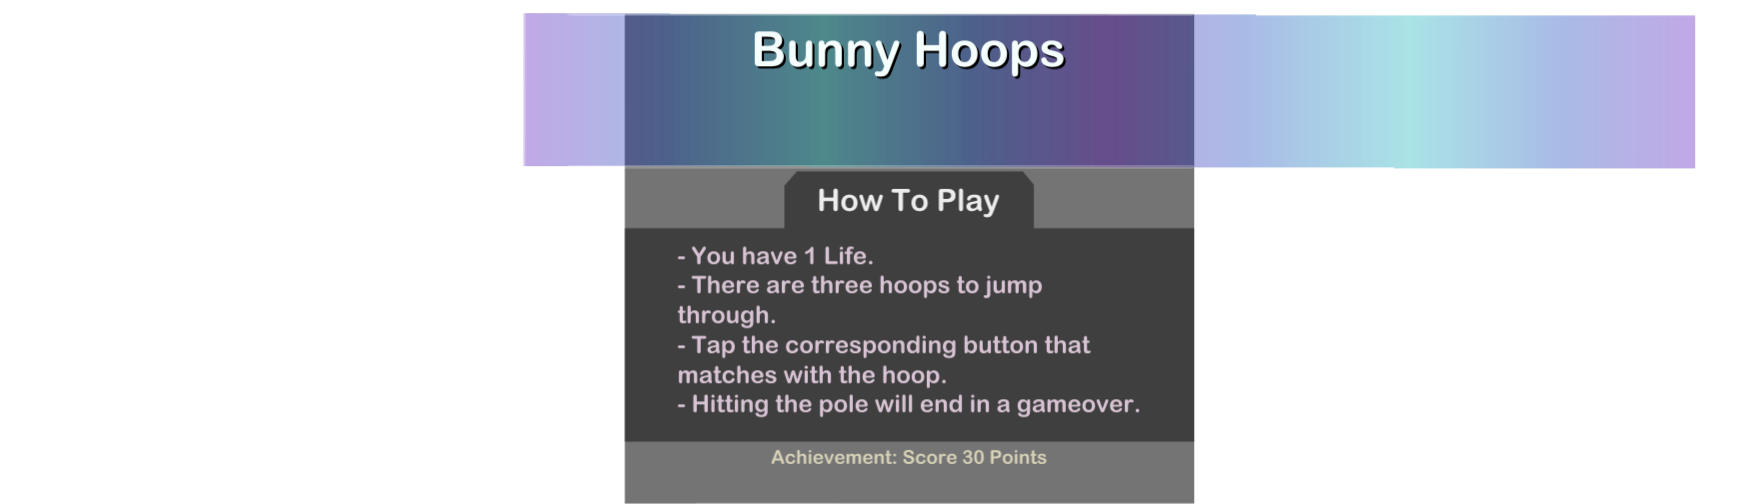 Bunny Hoops
How To Play
- You have 1 Life.
- There are three hoops to jump
through.
- Tap the corresponding button that
matches with the hoop.
- Hitting the pole will end in a gameover.
Achievement: Score 30 Points